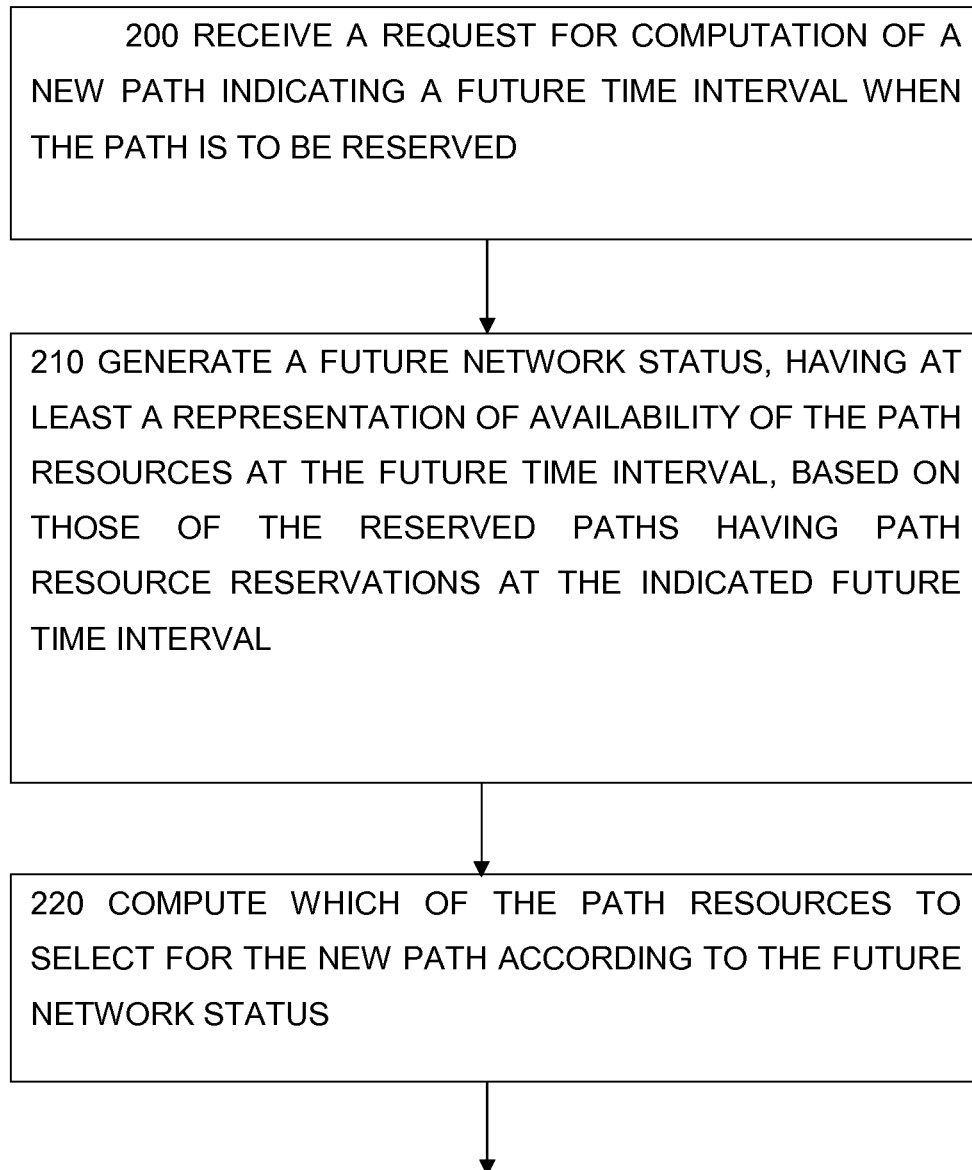 200 RECEIVE A REQUEST FOR COMPUTATION OF A
NEW PATH INDICATING A FUTURE TIME INTERVAL WHEN
THE PATH IS TO BE RESERVED
210 GENERATE A FUTURE NETWORK STATUS, HAVING AT
LEAST A REPRESENTATION OF AVAILABILITY OF THE PATH
RESOURCES AT THE FUTURE TIME INTERVAL, BASED ON
THOSE OF THE RESERVED PATHS HAVING PATH
RESOURCE RESERVATIONS AT THE INDICATED FUTURE
TIME INTERVAL
220 COMPUTE WHICH OF THE PATH RESOURCES TO
SELECT FOR THE NEW PATH ACCORDING TO THE FUTURE
NETWORK STATUS